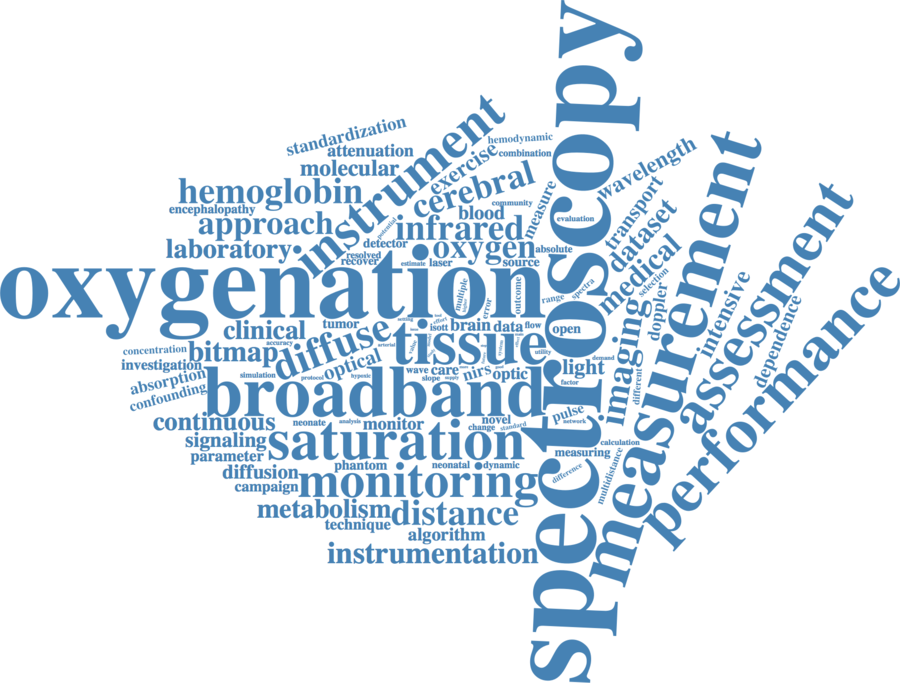 standardization
attenuation
molecular
hemoglobin
encephalopathy
approach
laboratory
instrument
hemodynamic
exercise
combination
cerebral
community
blood
measure
infrared
potential
detector
oxygen
absolute
resolved
recover
estimate
laser
source
spectroscopy
evaluation
wavelength
transport
dataset
medical
selection
spectra
range
doppler
measurement
assessment
performance
intensive
dependence
oxygenation
multiple
error
outcome
clinical
tumor
accuracy
diffuse
tissue
isott
brain
data
flow
open
utility
concentration
bitmap
investigation
absorption
confounding
simulation
protocol
optical
hypoxic
wave
care
slope
supply
nirs
optic
light
demand
factor
imaging
different
broadband
continuous
neonate
analysis
monitor
novel
change
standard
pulse
network
signaling
saturation
parameter
calculation
measuring
multidistance
difference
diffusion
phantom
neonatal
dynamic
campaign
monitoring
metabolism
distance
technique
algorithm
instrumentation